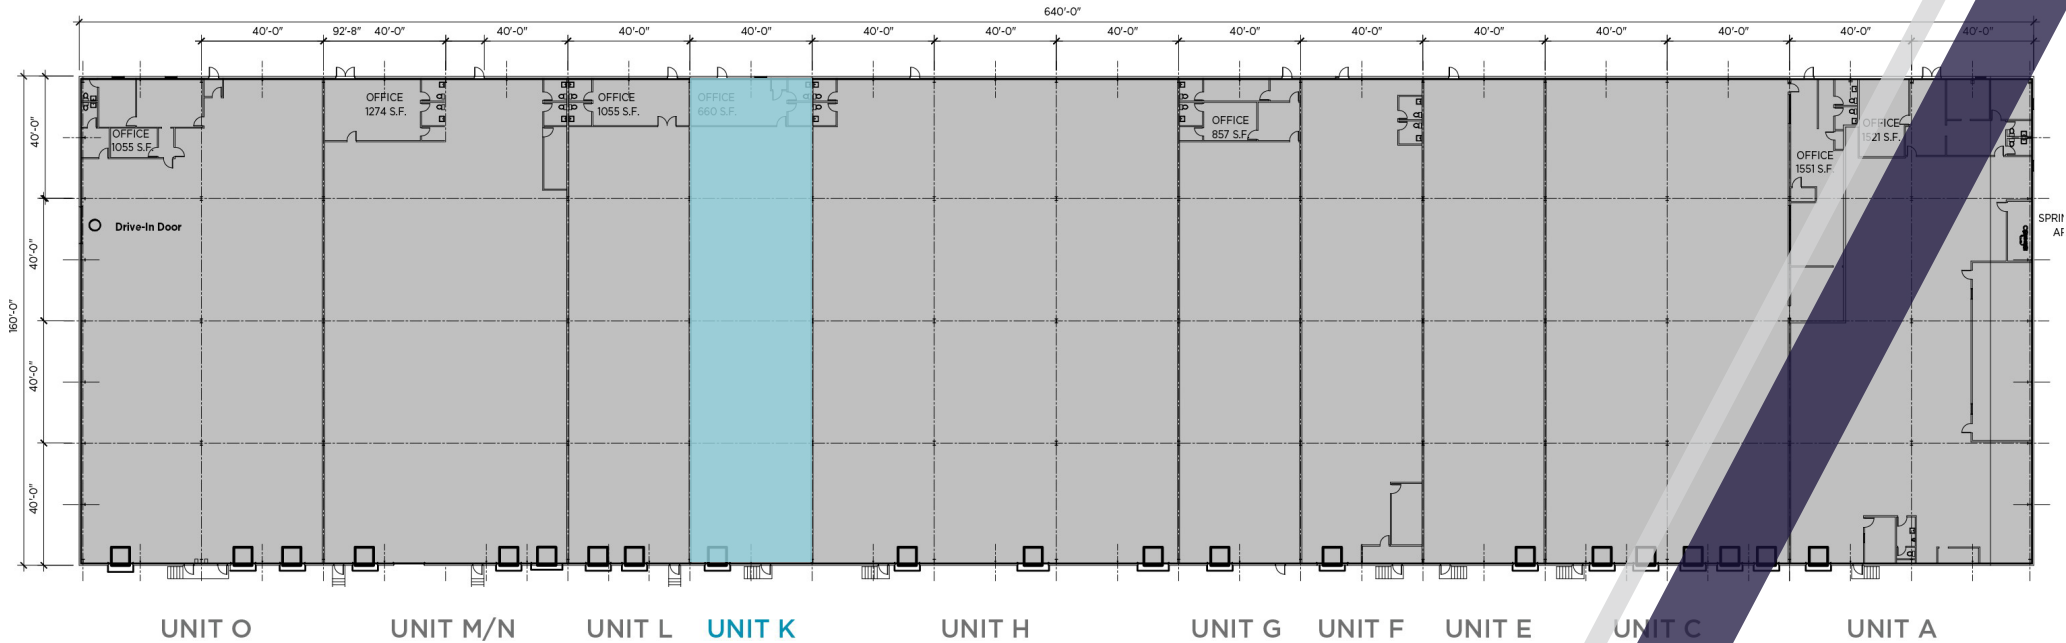 640'-0"
40'-0" 92'-8" 40'-0" 40'-0" 40'-0" 40'-0" 40'-0" 40'-0" 40'-0" 40'-0" 40'-0" 40'-0" 40'-0" 40'-0" 40'-0"
160'-0"
40'-0"
40'-0"
40'-0"
40'-0"
OFFICE
1055 S.F.
OFFICE
1274 S.F.
OFFICE
1055 S.F.
OFFICE
660 S.F.
OFFICE
857 S.F.
OFFICE
1551 S.F.
OFFICE
1521 S.F.
Drive-In Door
SPRIN
AR
UNIT O UNIT M/N UNIT L UNIT K UNIT H UNIT G UNIT F UNIT E UNIT C UNIT A